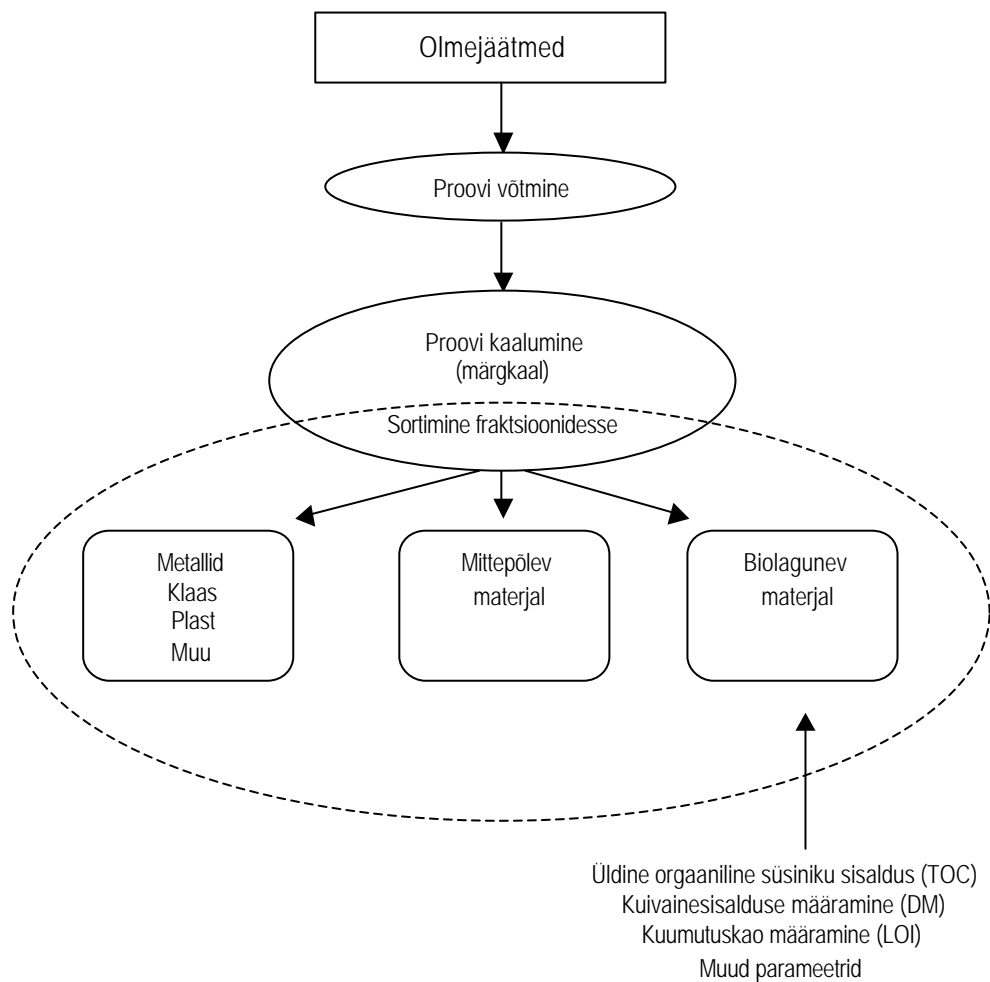 Olmejäätmed
Proovi võtmine
Proovi kaalumine
(märgkaal)
Sortimine fraktsioonidesse
Metallid
Klaas
Plast
Muu
Mittepõlev
materjal
Biolagunev
materjal
Üldine orgaaniline süsiniku sisaldus (TOC)
Kuivainesisalduse määramine (DM)
Kuumutuskao määramine (LOI)
Muud parameetrid